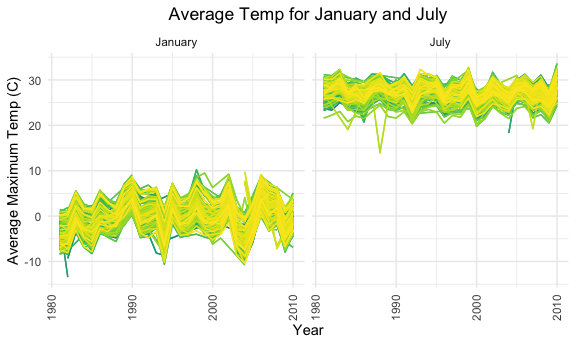 Average Temp for January and July
January July
Average Maximum Temp (C)
30
20
10
0
-10
1980 1990 2000 2010 1980 1990 2000 2010
Year